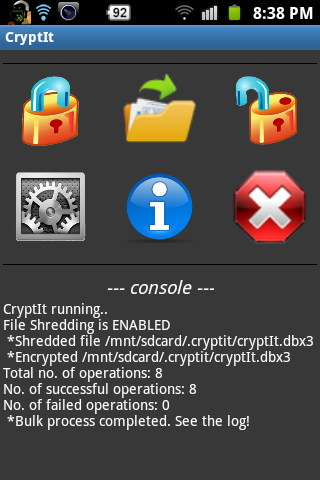 92 8:38 PM
CryptIt
--- console ---
CryptIt running..
File Shredding is ENABLED
*Shredded file /mnt/sdcard/.cryptit/cryptIt.dbx3
*Encrypted /mnt/sdcard/.cryptit/cryptIt.dbx3
Total no. of operations: 8
No. of successful operations: 8
No. of failed operations: 0
*Bulk process completed. See the log!